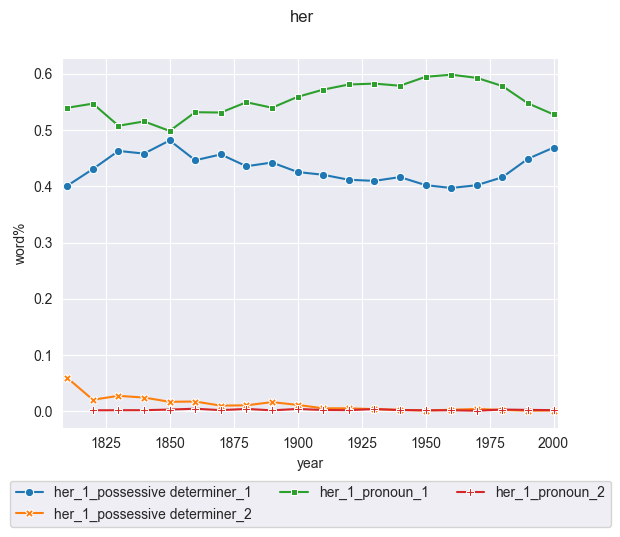 her
0.6
0.5
0.4
0.3
0.2
0.1
0.0
word%
1825 1850 1875 1900 1925 1950 1975 2000
year
her_1_possessive determiner_1 her_1_pronoun_1 her_1_pronoun_2
her_1_possessive determiner_2